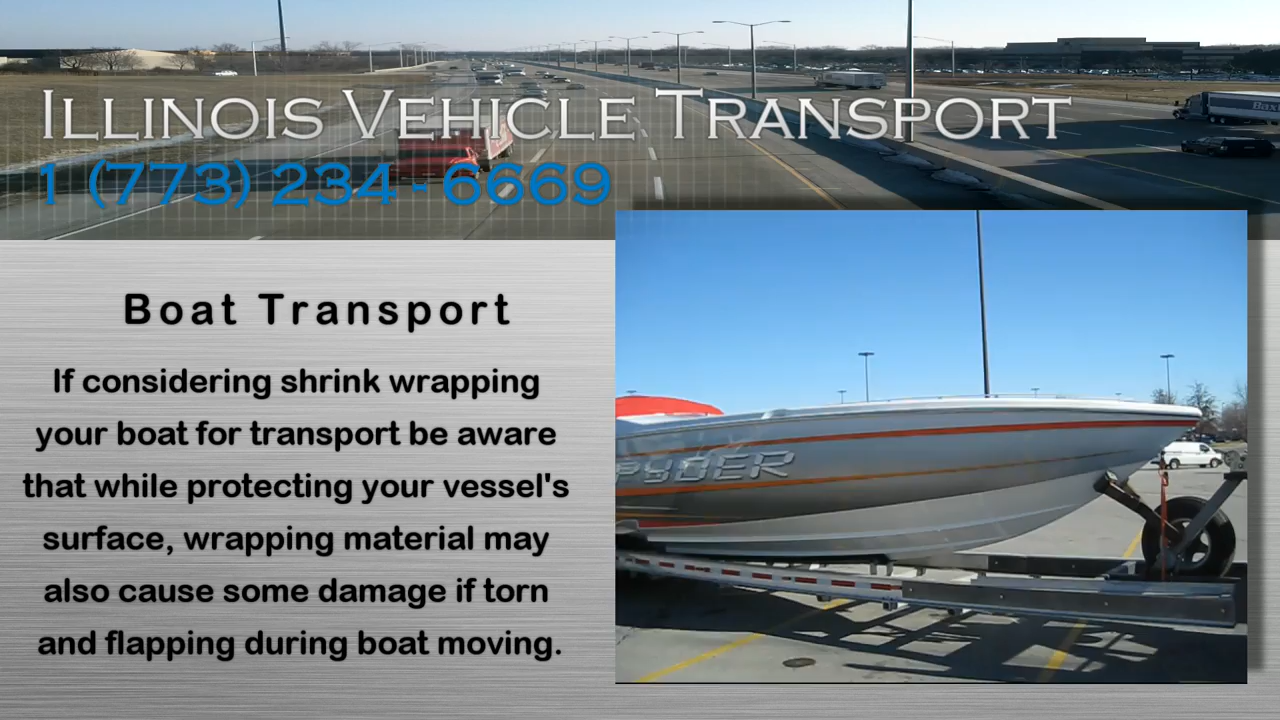 Illinois Vehicle Transport
1 (773) 234 - 6669
Boat Transport
If considering shrink wrapping
your boat for transport be aware
that while protecting your vessel's
surface, wrapping material may
also cause some damage if torn
and flapping during boat moving.
PYDER